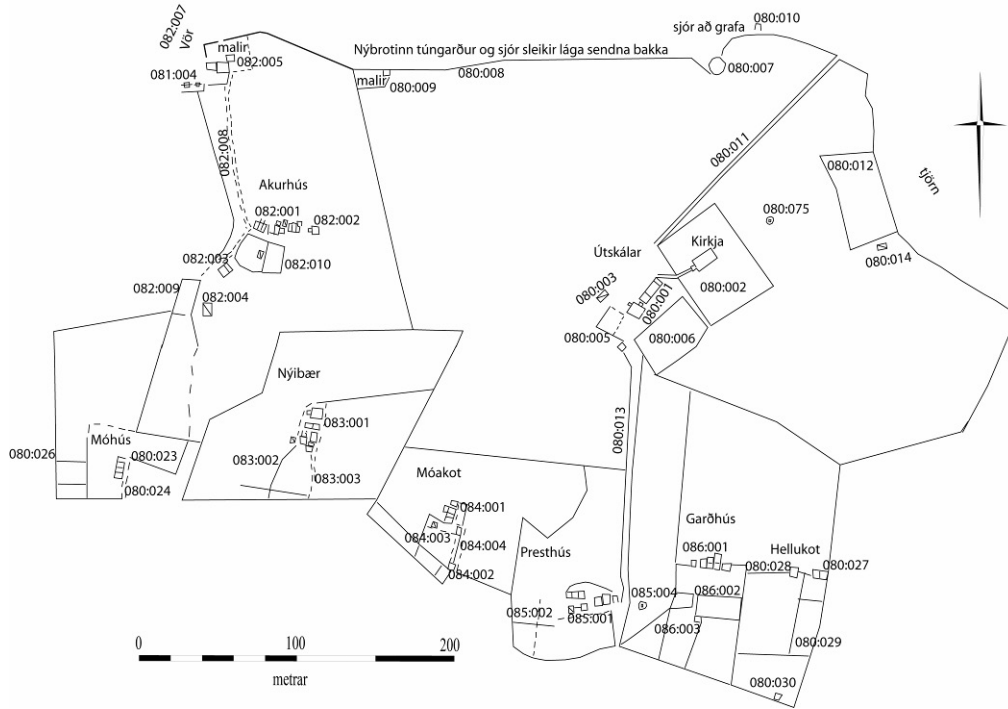 082:007
Vör
malir
082:005
081:004
082:008
Nýbrotinn túngarður og sjór sleikir lága sendna bakka
080:008
malir
080:009
sjór að grafa
080:010
080:007
080:011
080:012
tjörn
080:075
080:014
Akurhús
082:001
082:002
082:003
082:010
082:009
082:004
Útskálar
Kirkja
080:002
080:003
080:001
080:005
080:006
080:013
Nýibær
083:001
083:002
083:003
Móhús
080:023
080:026
080:024
Móakot
084:001
084:003
084:004
084:002
Presthús
085:002
085:001
085:004
Garðhús
086:001
Hellukot
080:028
080:027
086:002
086:003
080:029
080:030
0 100 200
metrar